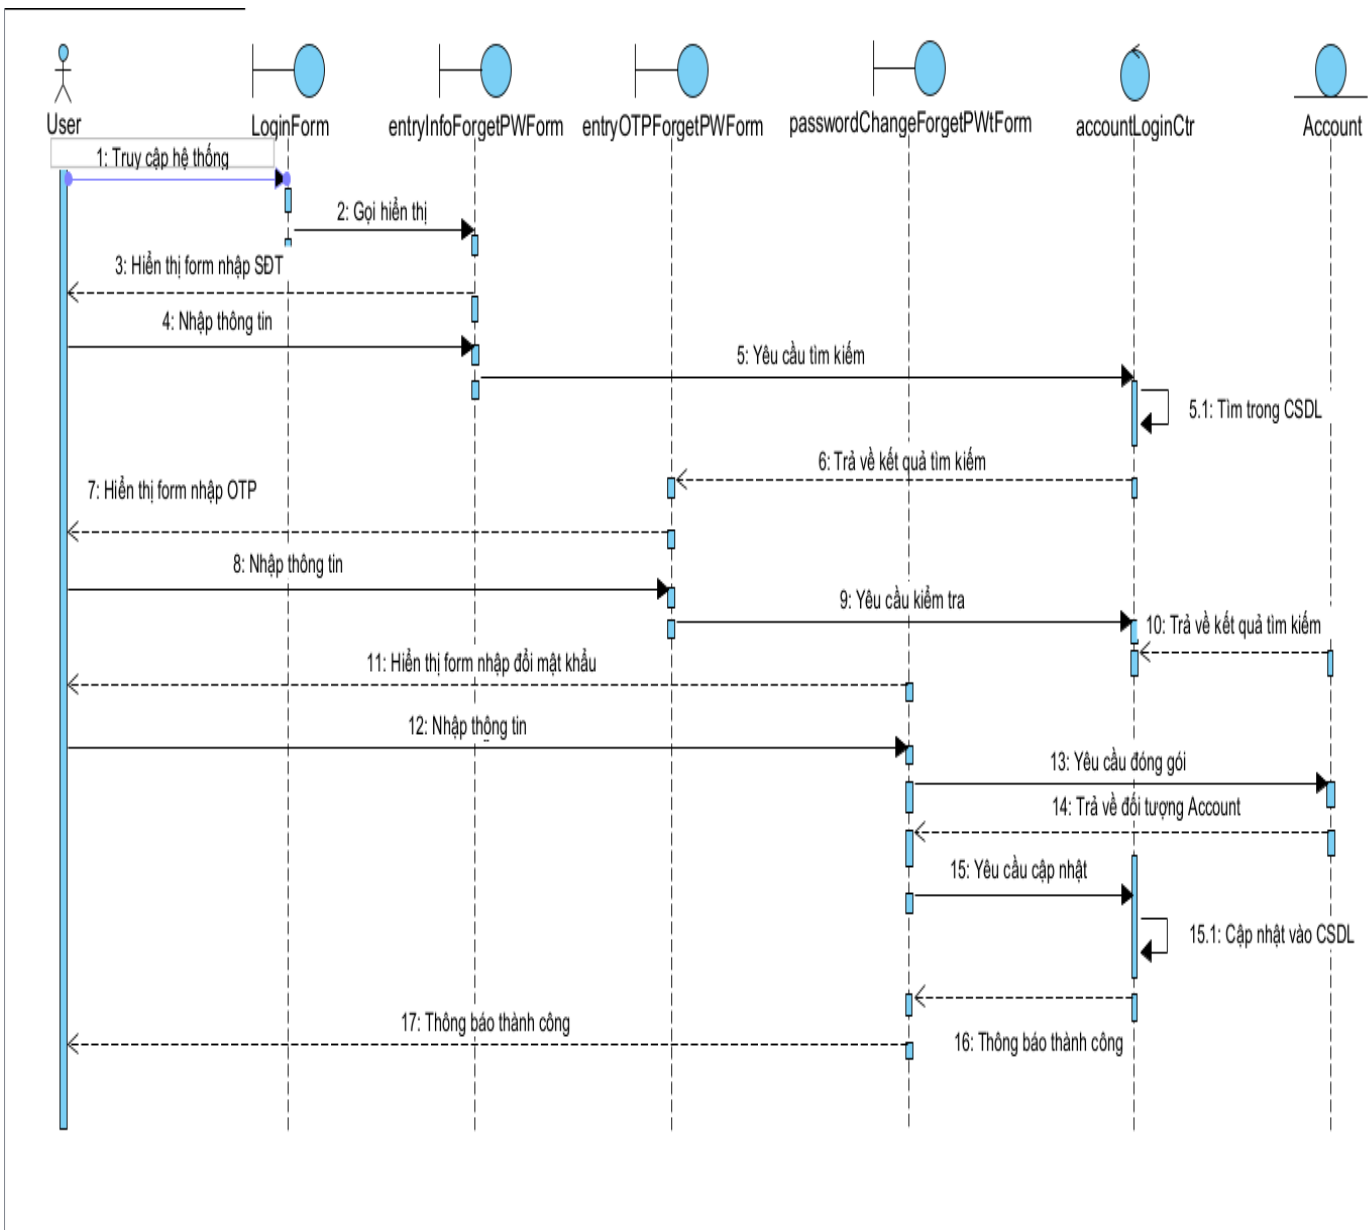 User
LoginForm
entryInfoForgetPWForm
entryOTPForgetPWForm
passwordChangeForgetPWtForm
accountLoginCtr
Account
1: Truy cập hệ thống
2: Gọi hiển thị
3: Hiển thị form nhập SĐT
4: Nhập thông tin
5: Yêu cầu tìm kiếm
5.1: Tìm trong CSDL
6: Trả về kết quả tìm kiếm
7: Hiển thị form nhập OTP
8: Nhập thông tin
9: Yêu cầu kiểm tra
10: Trả về kết quả tìm kiếm
11: Hiển thị form nhập đổi mật khẩu
12: Nhập thông tin
13: Yêu cầu đóng gói
14: Trả về đối tượng Account
15: Yêu cầu cập nhật
15.1: Cập nhật vào CSDL
17: Thông báo thành công
16: Thông báo thành công